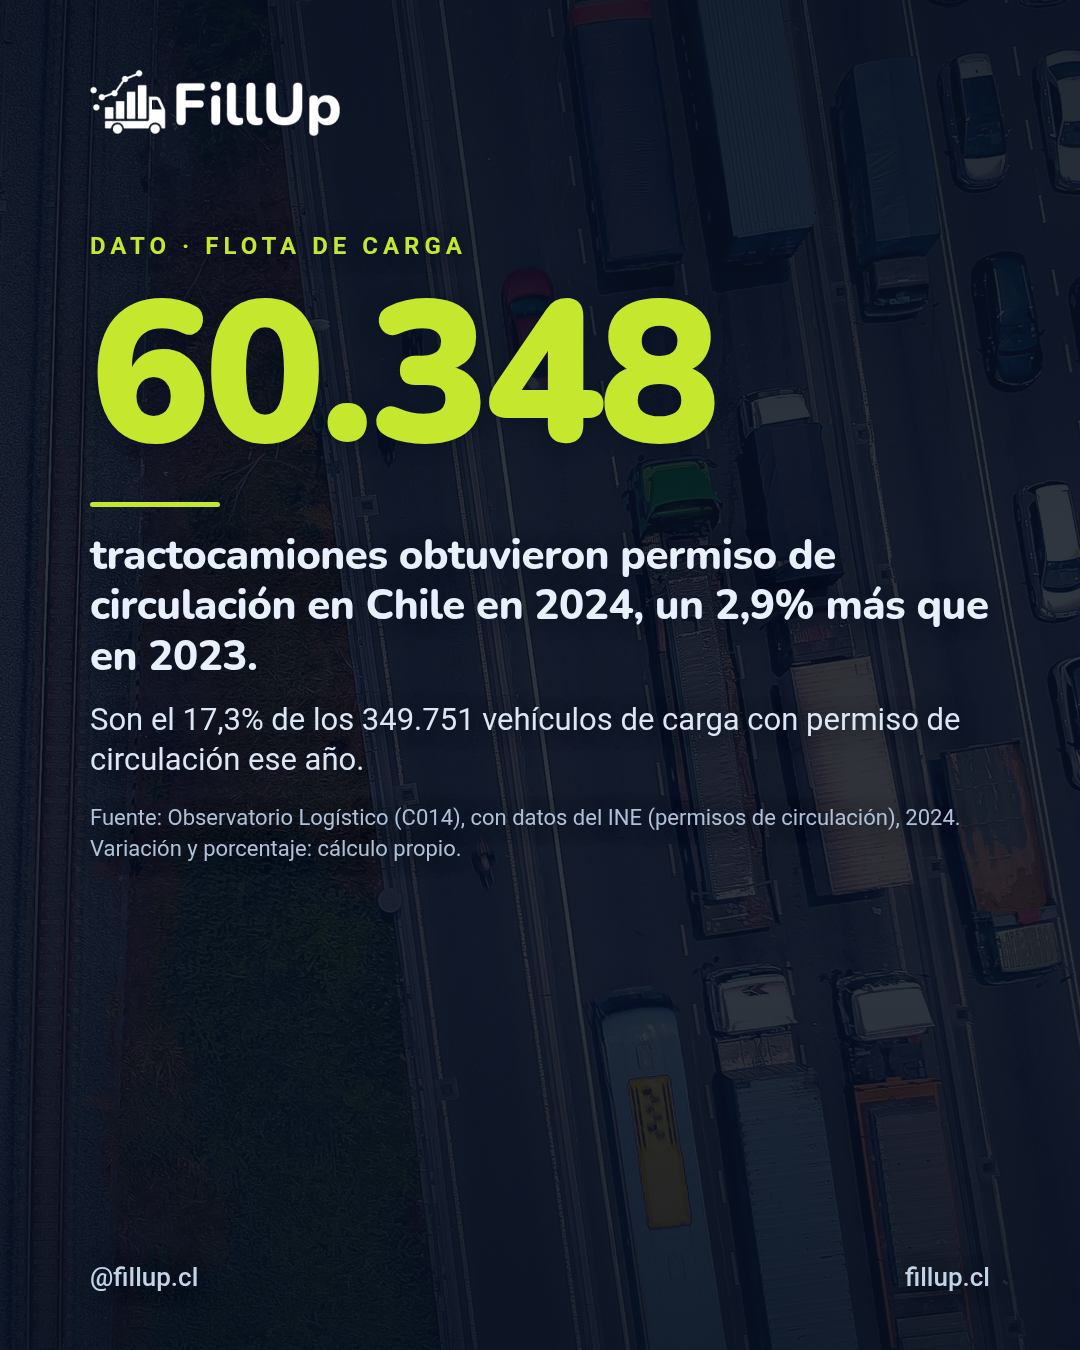 FillUp
DATO · FLOTA DE CARGA
60.348
tractocamiones obtuvieron permiso de
circulación en Chile en 2024, un 2,9% más que
en 2023.
Son el 17,3% de los 349.751 vehículos de carga con permiso de
circulación ese año.
Fuente: Observatorio Logístico (C014), con datos del INE (permisos de circulación), 2024.
Variación y porcentaje: cálculo propio.
@fillup.cl
fillup.cl